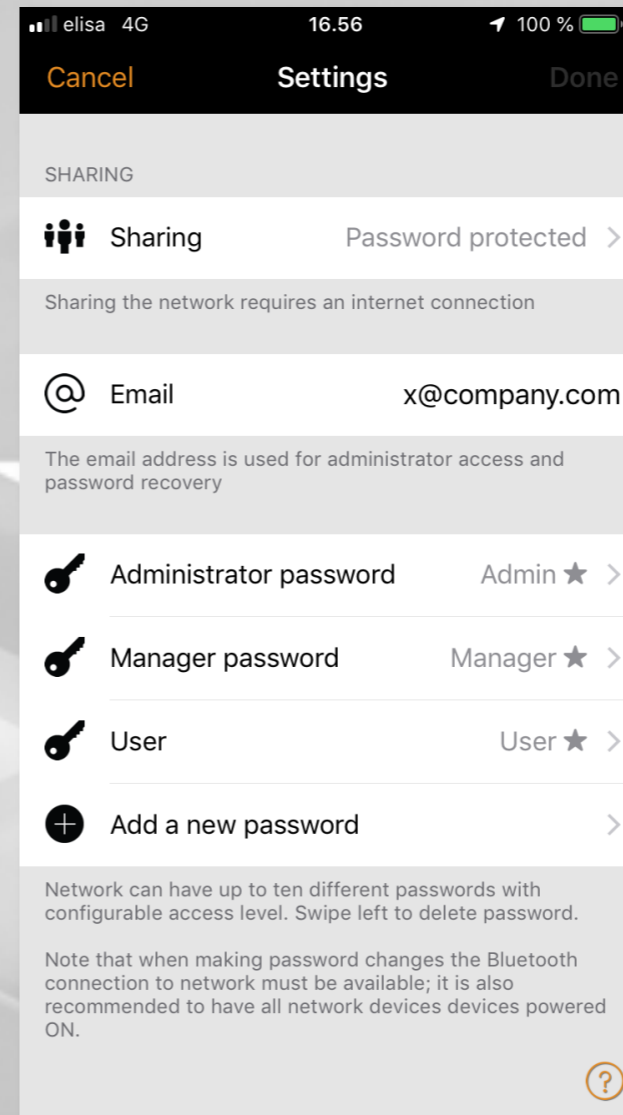 elisa 4G 16.56 100 %
Cancel Settings Done
SHARING
Sharing Password protected
Sharing the network requires an internet connection
Email x@company.com
The email address is used for administrator access and
password recovery
Administrator password Admin ★
Manager password Manager ★
User User ★
Add a new password
Network can have up to ten different passwords with
configurable access level. Swipe left to delete password.
Note that when making password changes the Bluetooth
connection to network must be available; it is also
recommended to have all network devices devices powered
ON.
?